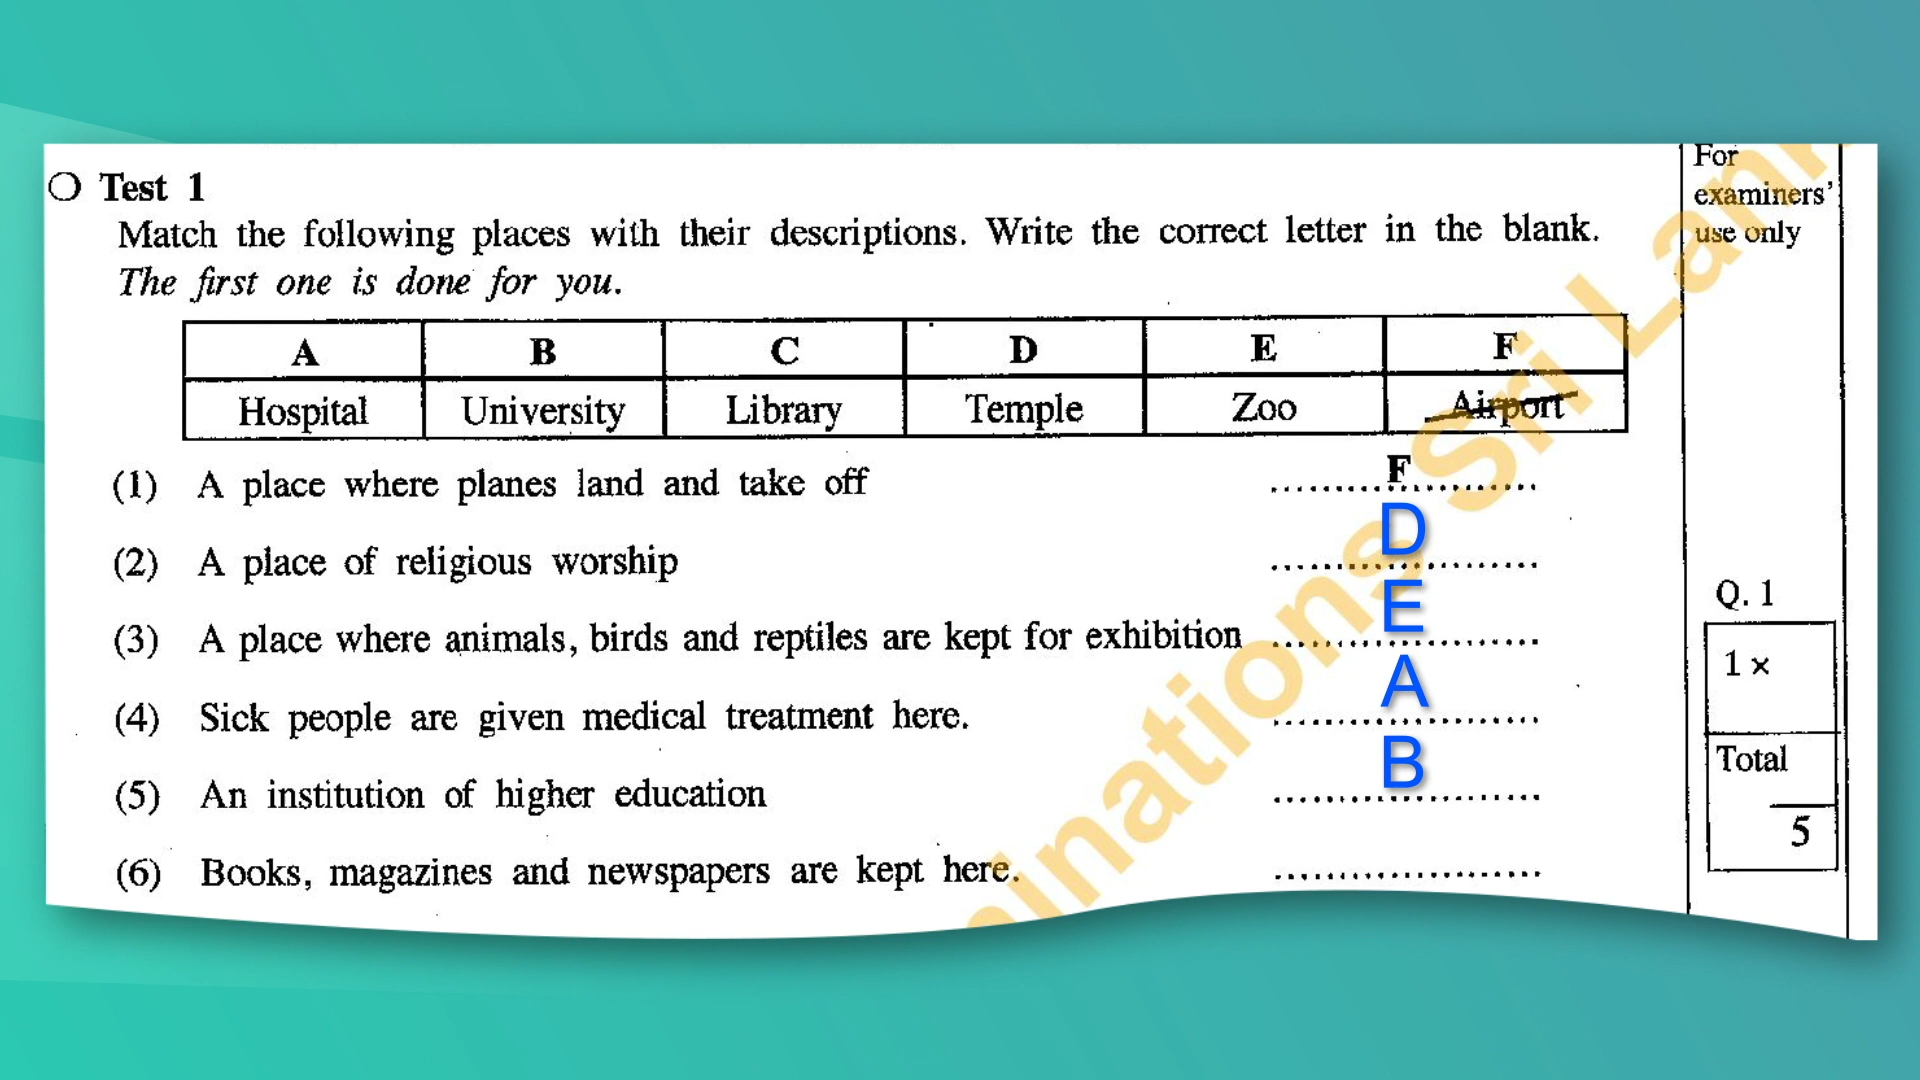 Test 1
Match the following places with their descriptions. Write the correct letter in the blank.
The first one is done for you.
A B C D E F
Hospital University Library Temple Zoo Airport
(1) A place where planes land and take off F
(2) A place of religious worship D
(3) A place where animals, birds and reptiles are kept for exhibition E
(4) Sick people are given medical treatment here. A
(5) An institution of higher education B
(6) Books, magazines and newspapers are kept here.
For
examiners’
use only
Q. 1
1 ×
Total
5
Sri